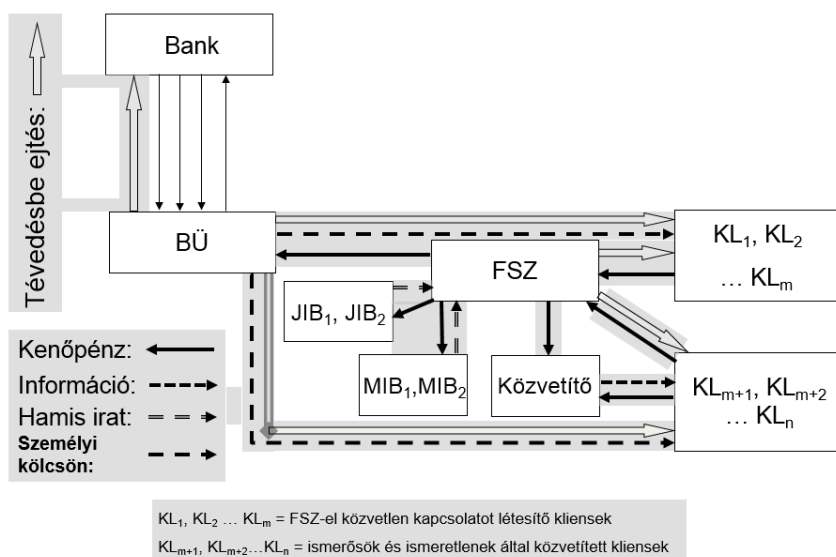 Tévedésbe ejtés:
Bank
BÜ
KL₁, KL₂
… KLₘ
FSZ
JIB₁, JIB₂
MIB₁,MIB₂
Közvetítő
KLₘ₊₁, KLₘ₊₂
… KLₙ
Kenőpénz:
Információ:
Hamis irat:
Személyi
kölcsön:
KL₁, KL₂ … KLₘ = FSZ-el közvetlen kapcsolatot létesítő kliensek
KLₘ₊₁, KLₘ₊₂…KLₙ = ismerősök és ismeretlenek által közvetített kliensek